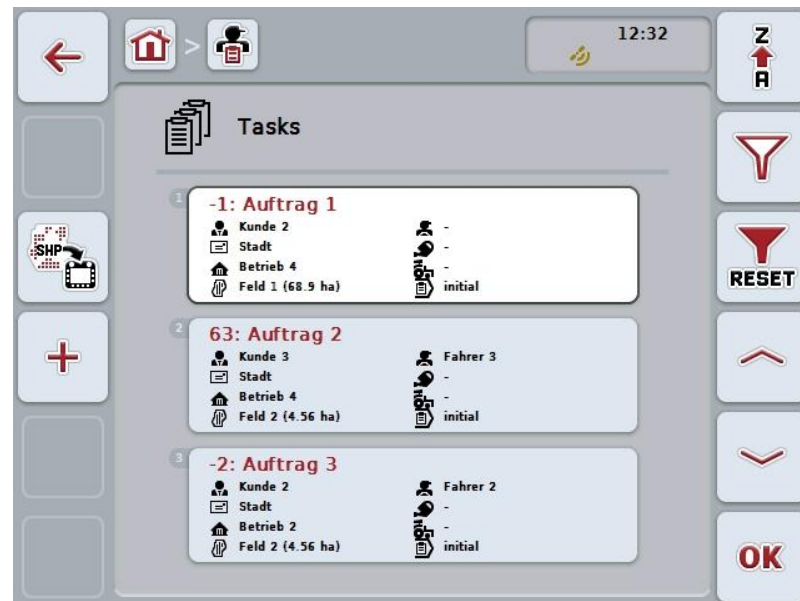 12:32
Z
A
Tasks
1
-1: Auftrag 1
Kunde 2 -
Stadt -
Betrieb 4 -
Feld 1 (68.9 ha) initial
SHP
RESET
2
63: Auftrag 2
Kunde 3 Fahrer 3
Stadt -
Betrieb 4 -
Feld 2 (4.56 ha) initial
3
-2: Auftrag 3
Kunde 2 Fahrer 2
Stadt -
Betrieb 2 -
Feld 2 (4.56 ha) initial
OK